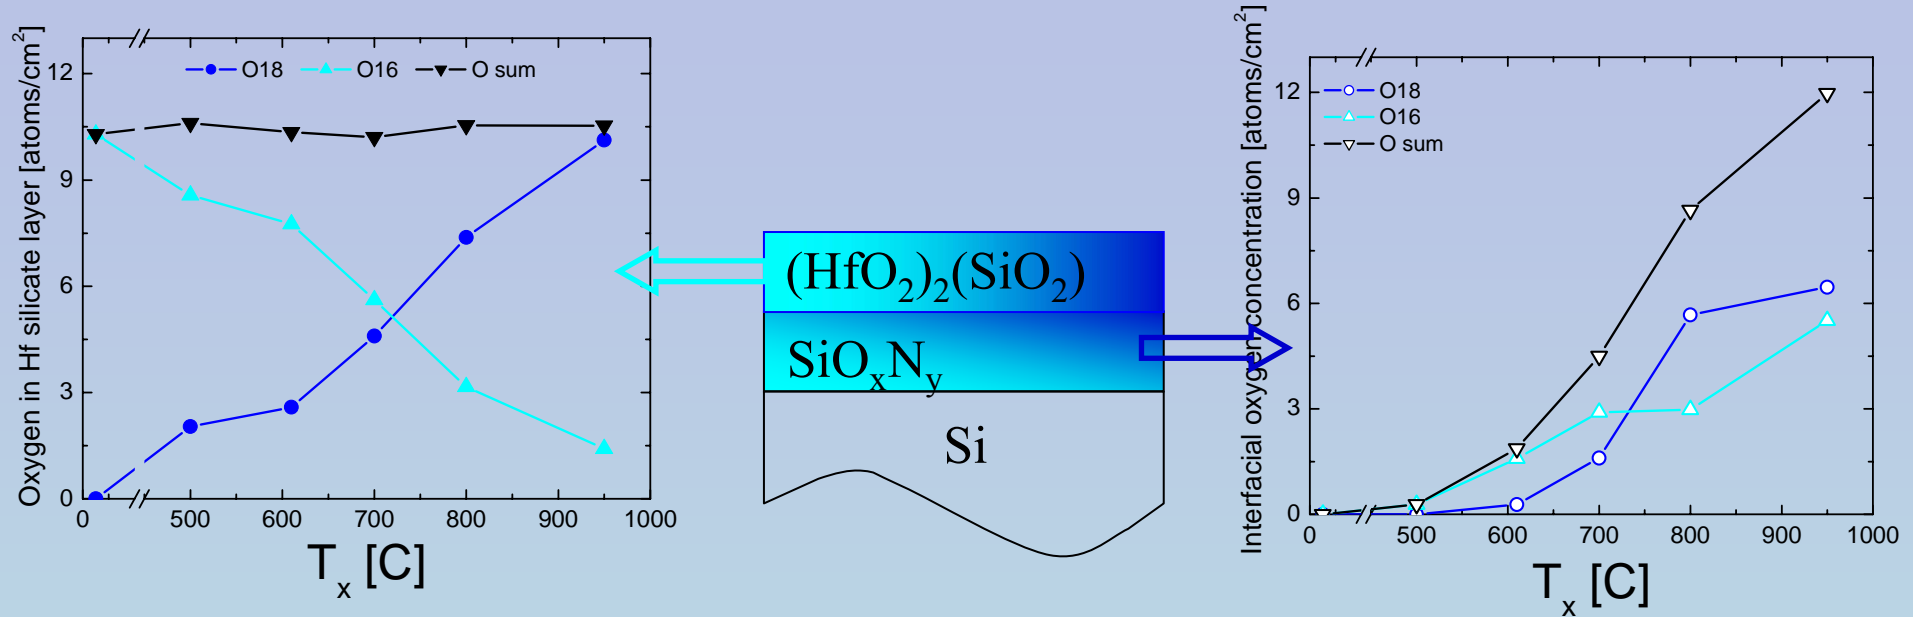 Oxygen in Hf silicate layer [atoms/cm²]
12
9
6
3
0
O18 O16 O sum
0 500 600 700 800 900 1000
Tₓ [C]
(HfO₂)₂(SiO₂)
SiOₓNᵧ
Si
Interfacial oxygen concentration [atoms/cm²]
12
9
6
3
0
O18
O16
O sum
0 500 600 700 800 900 1000
Tₓ [C]